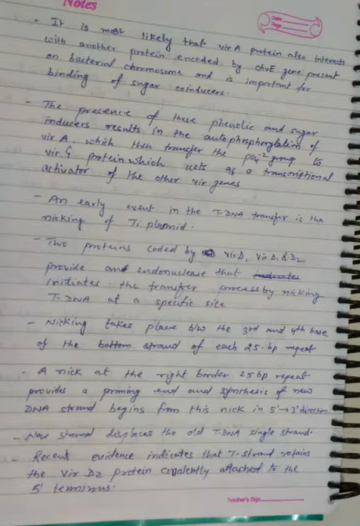 Notes
Date
- It is most likely that vir A protein also interacts
with another protein encoded by chvE gene present
on bacterial chromosome and is important for
binding of sugar coinducers.
- The presence of these phenolic and sugar
inducers results in the autophosphorylation of
vir A which then transfer the group to
vir G protein which acts as a transcriptional
activator of the other vir genes
- An early event in the T-DNA transfer is the
nicking of Ti plasmid.
- Two proteins coded by vir D, Vir D1 & D2
provide and endonuclease that
initiates the transfer process by nicking
T-DNA at a specific site
- Nicking takes place b/w the 3rd and 4th base
of the bottom strand of each 25-bp repeat
- A nick at the right border 25 bp repeat
provides a priming end and synthesis of new
DNA strand begins from this nick in 5'→3' direction
- New strand displaces the old T-DNA single strand.
- Recent evidence indicates that T-strand retains
the Vir D2 protein covalently attached to the
5' terminus.
Teacher's Sign